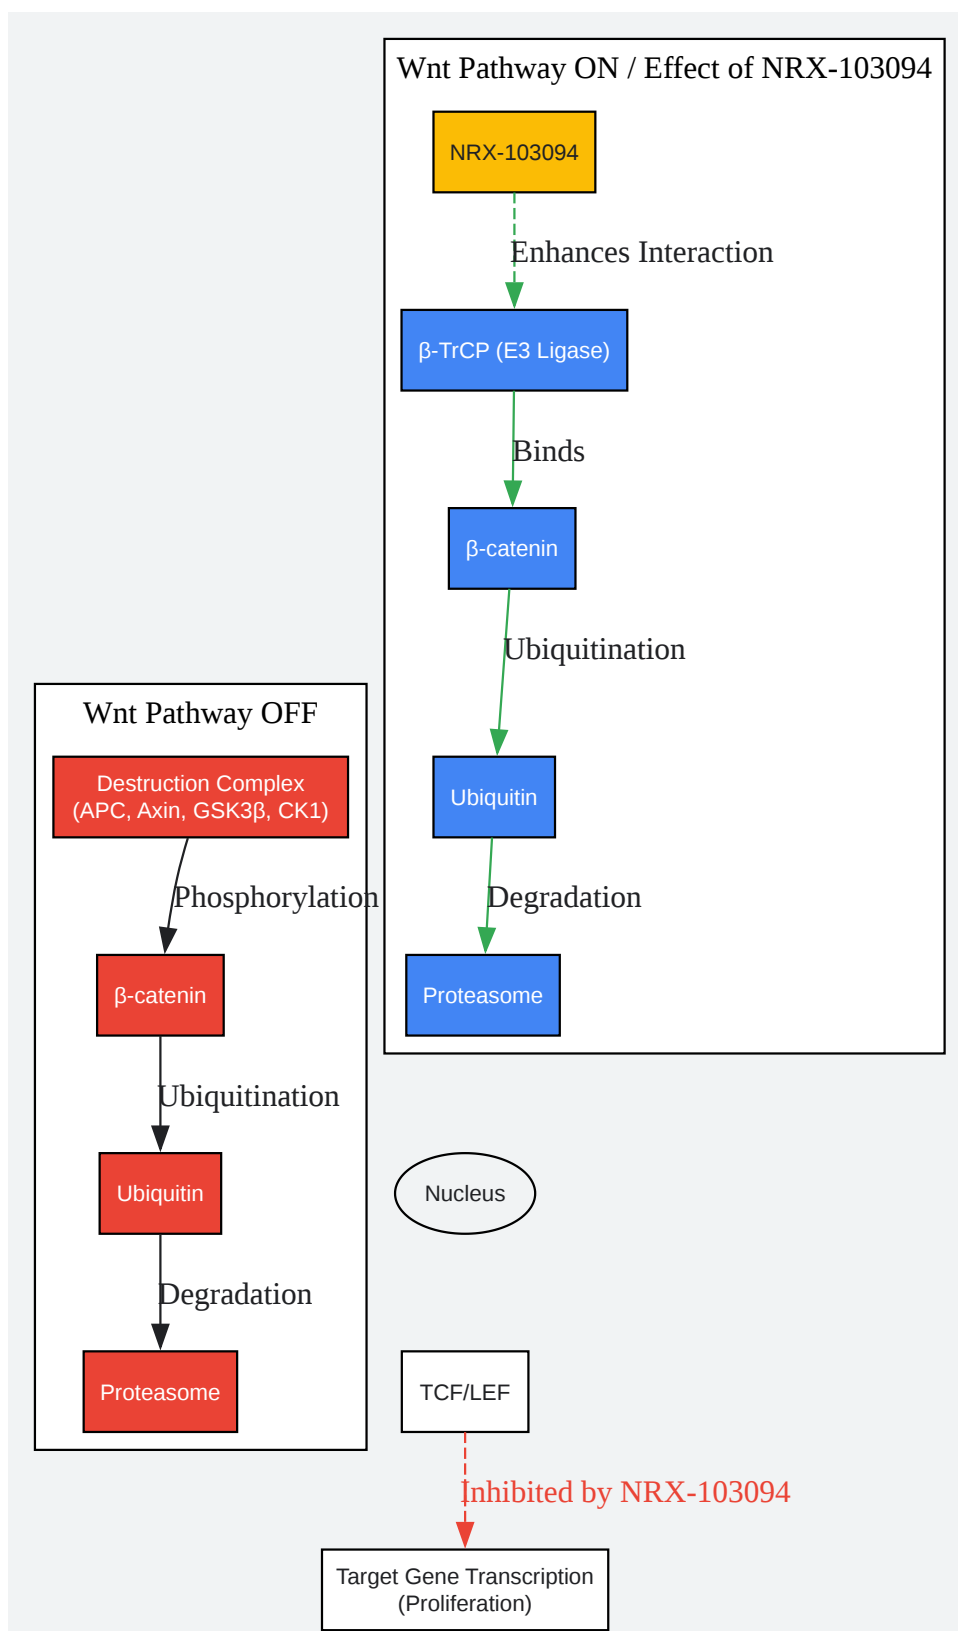 Wnt Pathway ON / Effect of NRX-103094
NRX-103094
Enhances Interaction
β-TrCP (E3 Ligase)
Binds
β-catenin
Ubiquitination
Ubiquitin
Degradation
Proteasome
Wnt Pathway OFF
Destruction Complex
(APC, Axin, GSK3β, CK1)
Phosphorylation
β-catenin
Ubiquitination
Ubiquitin
Degradation
Proteasome
Nucleus
TCF/LEF
Inhibited by NRX-103094
Target Gene Transcription
(Proliferation)